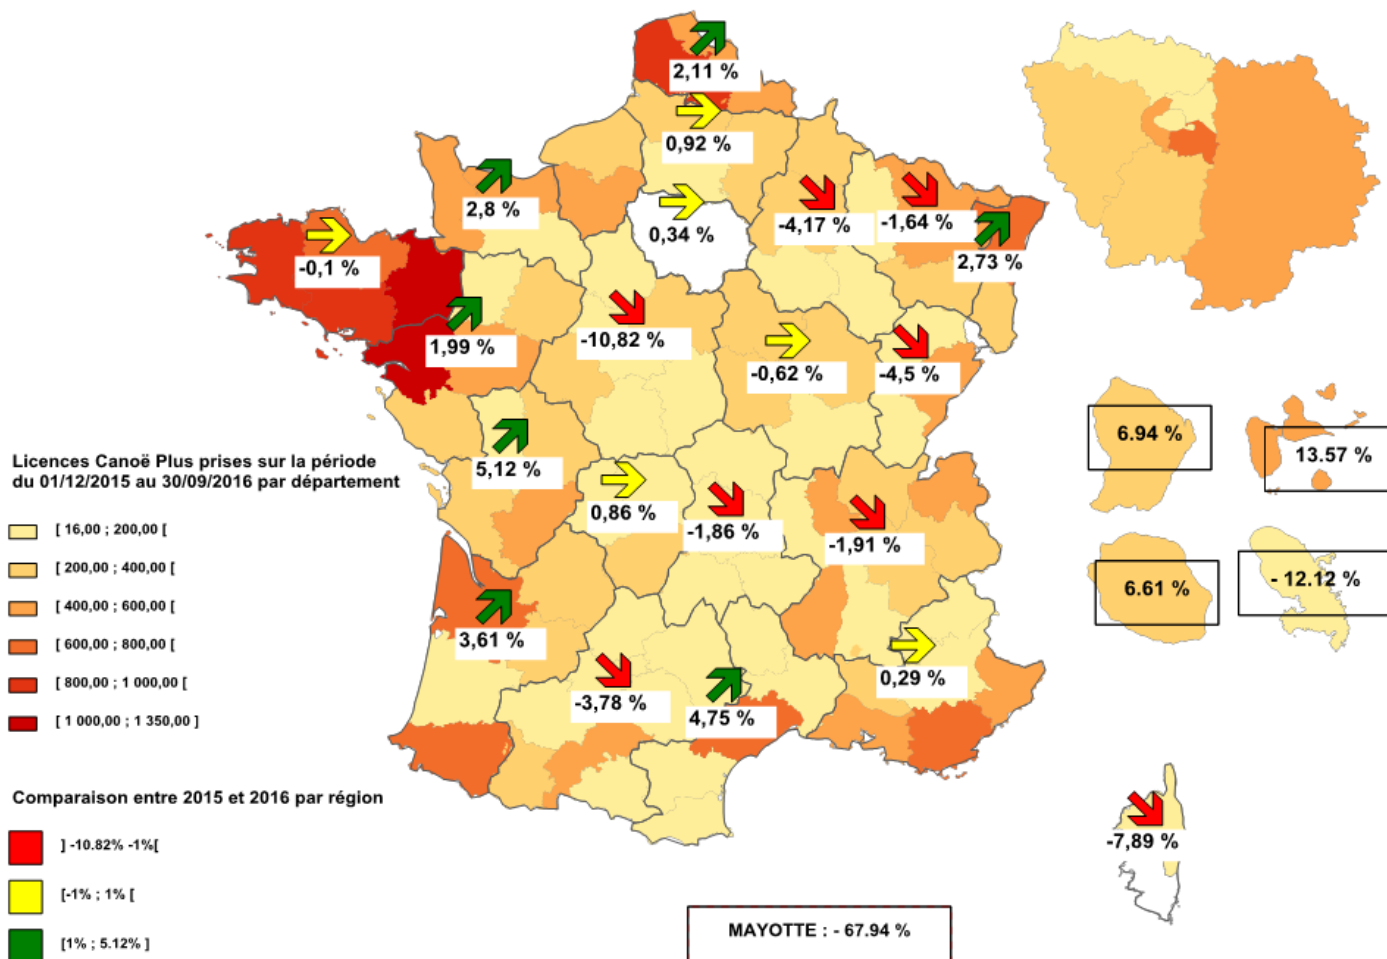 2,11 %
0,92 %
2,8 %
0,34 %
-4,17 %
-1,64 %
2,73 %
-0,1 %
1,99 %
-10,82 %
-0,62 %
-4,5 %
5,12 %
0,86 %
-1,86 %
-1,91 %
3,61 %
-3,78 %
4,75 %
0,29 %
-7,89 %
6.94 %
13.57 %
6.61 %
- 12.12 %
Licences Canoë Plus prises sur la période
du 01/12/2015 au 30/09/2016 par département
[ 16,00 ; 200,00 [
[ 200,00 ; 400,00 [
[ 400,00 ; 600,00 [
[ 600,00 ; 800,00 [
[ 800,00 ; 1 000,00 [
[ 1 000,00 ; 1 350,00 ]
Comparaison entre 2015 et 2016 par région
] -10.82% -1%[
[-1% ; 1% [
[1% ; 5.12% ]
MAYOTTE : - 67.94 %